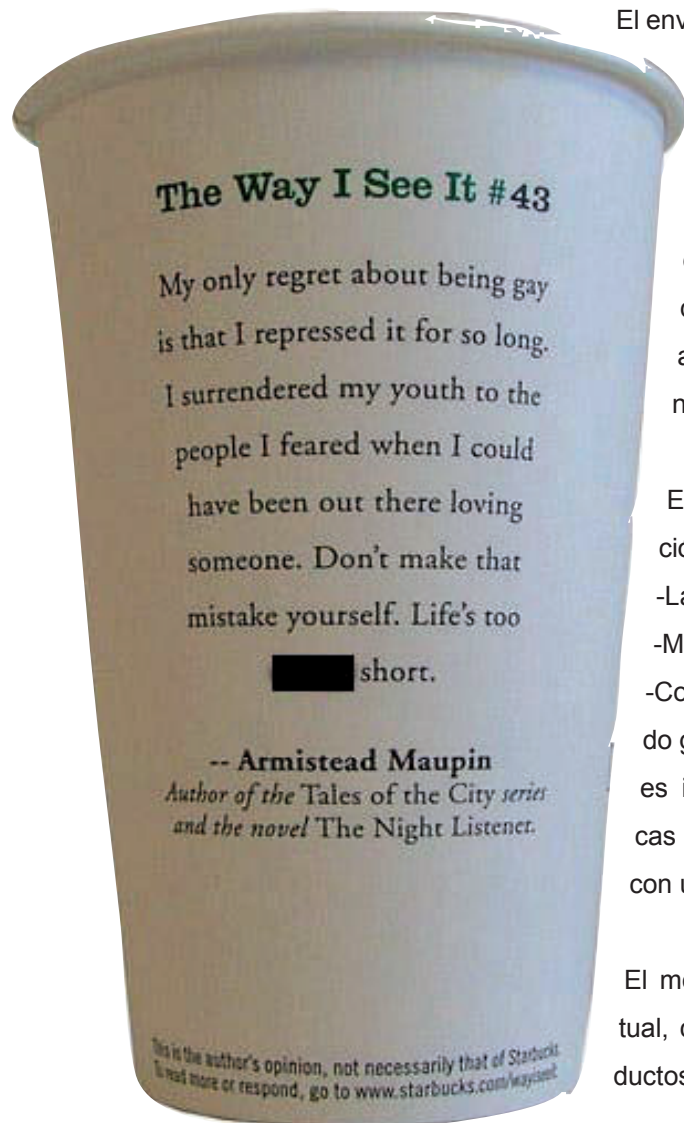 The Way I See It #43
My only regret about being gay
is that I repressed it for so long.
I surrendered my youth to the
people I feared when I could
have been out there loving
someone. Don't make that
mistake yourself. Life's too
short.
-- Armistead Maupin
Author of the Tales of the City series
and the novel The Night Listener.
This is the author's opinion, not necessarily that of Starbucks.
To read more or respond, go to www.starbucks.com/wayiseeit.
El env
a
n
E
cio
-La
-M
-Co
do g
es i
cas
con u
El me
tual, c
ductos